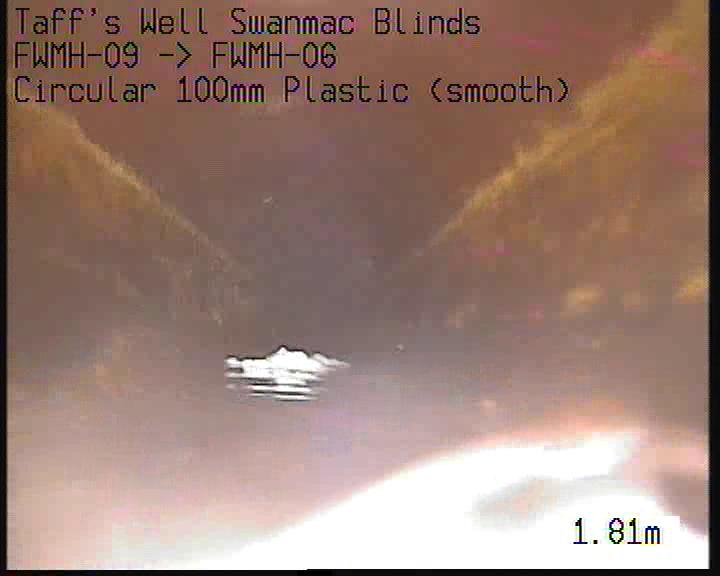 Taff's Well Swanmac Blinds
FWMH-09 -> FWMH-06
Circular 100mm Plastic (smooth)
1.81m